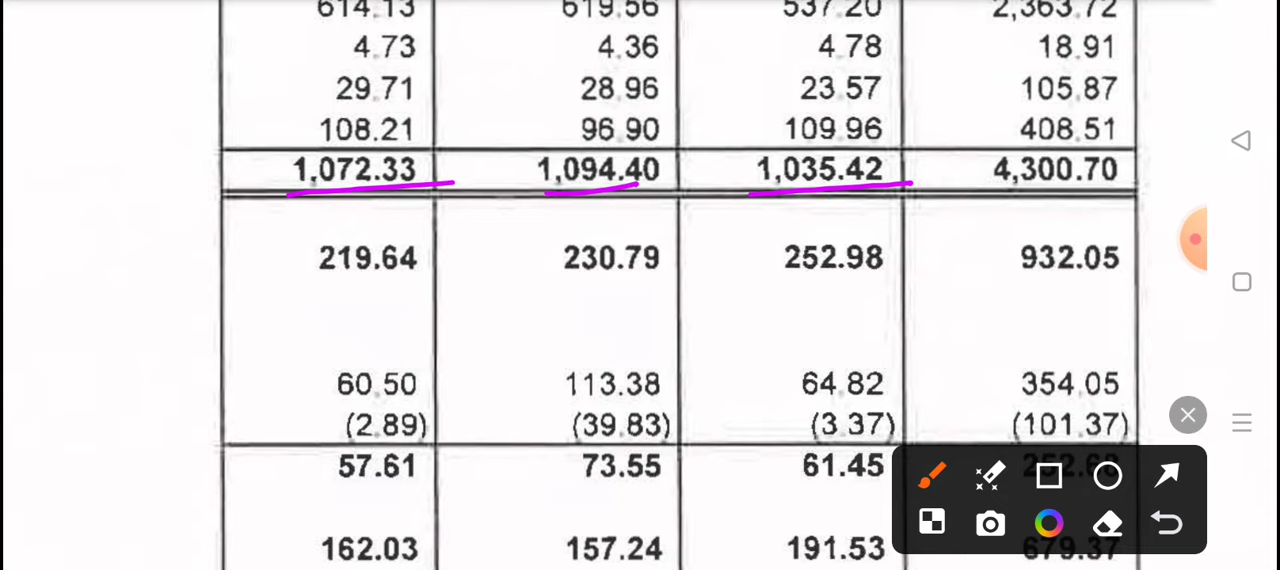 614.13 619.56 537.20 2,363.72
4.73 4.36 4.78 18.91
29.71 28.96 23.57 105.87
108.21 96.90 109.96 408.51
1,072.33 1,094.40 1,035.42 4,300.70
219.64 230.79 252.98 932.05
60.50 113.38 64.82 354.05
(2.89) (39.83) (3.37) (101.37)
57.61 73.55 61.45 252.68
162.03 157.24 191.53 679.37